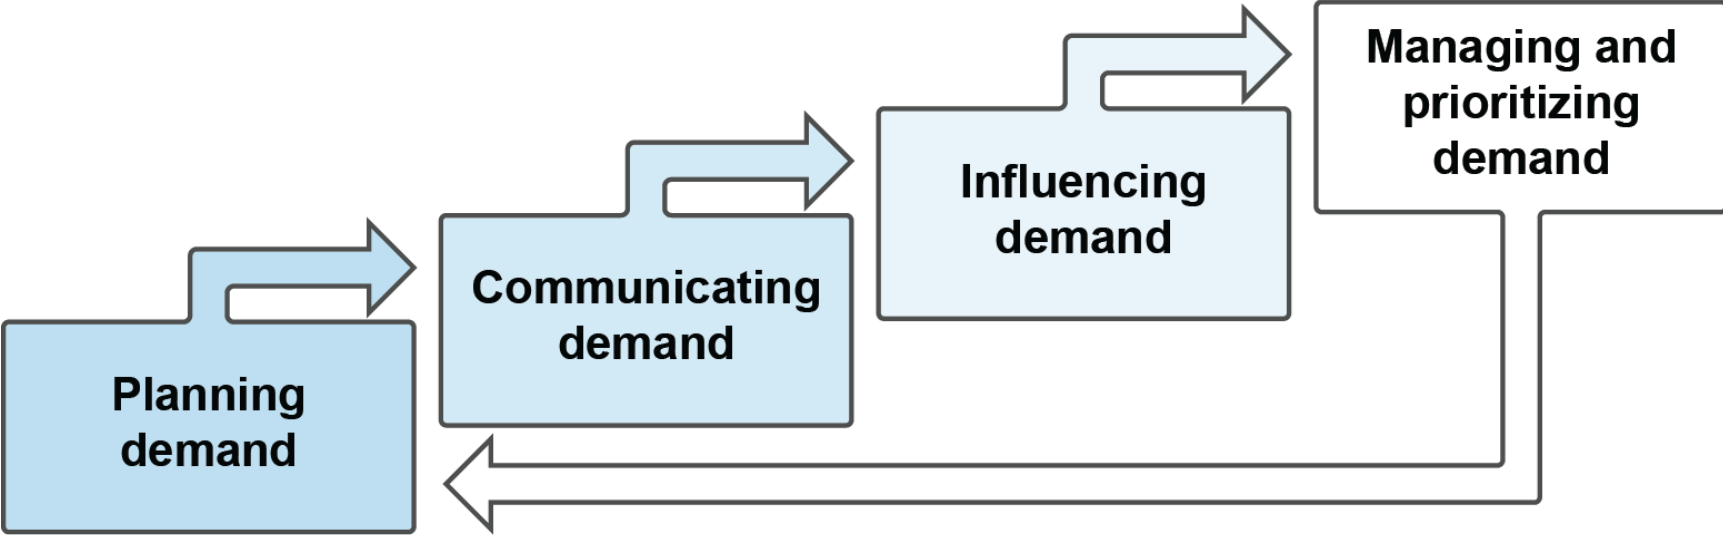 Planning
demand
Communicating
demand
Influencing
demand
Managing and
prioritizing
demand